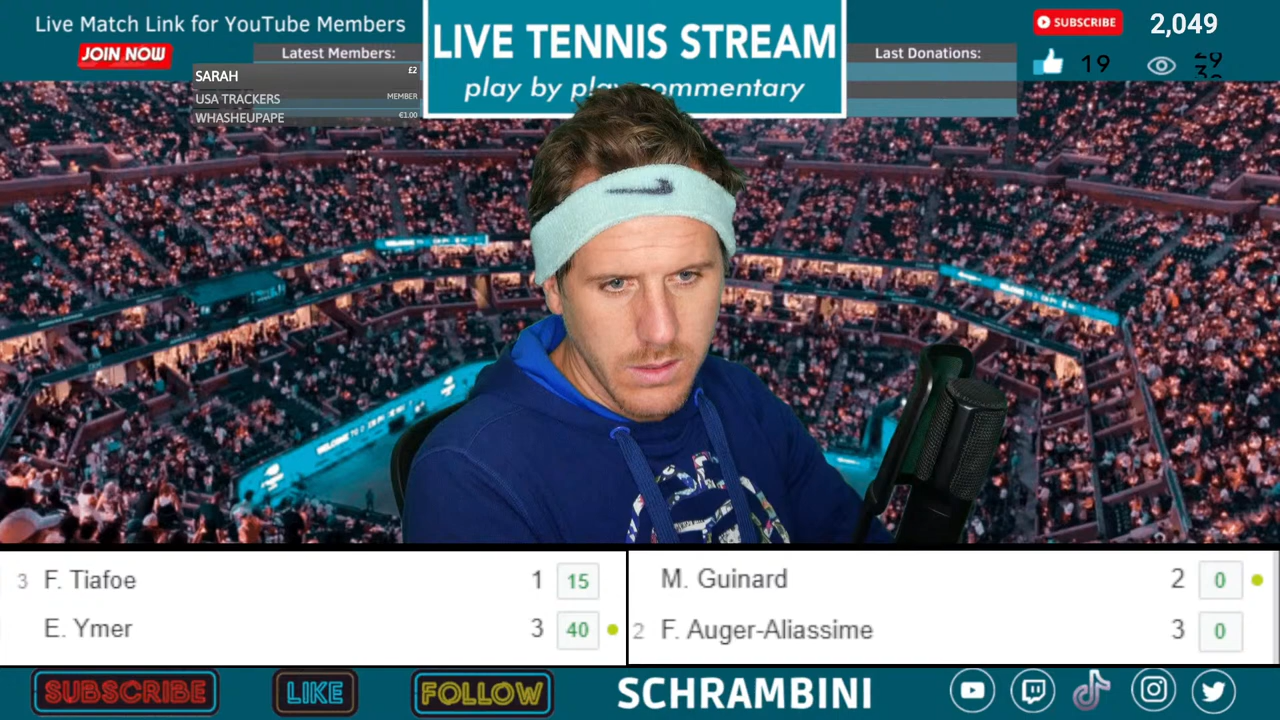 Live Match Link for YouTube Members
JOIN NOW
Latest Members:
SARAH £2
USA TRACKERS MEMBER
WHASHEUPAPE €1.00
LIVE TENNIS STREAM
play by play commentary
Last Donations:
SUBSCRIBE 2,049
19
3 F. Tiafoe 1 15
E. Ymer 3 40
M. Guinard 2 0
2 F. Auger-Aliassime 3 0
SUBSCRIBE
LIKE
FOLLOW
SCHRAMBINI